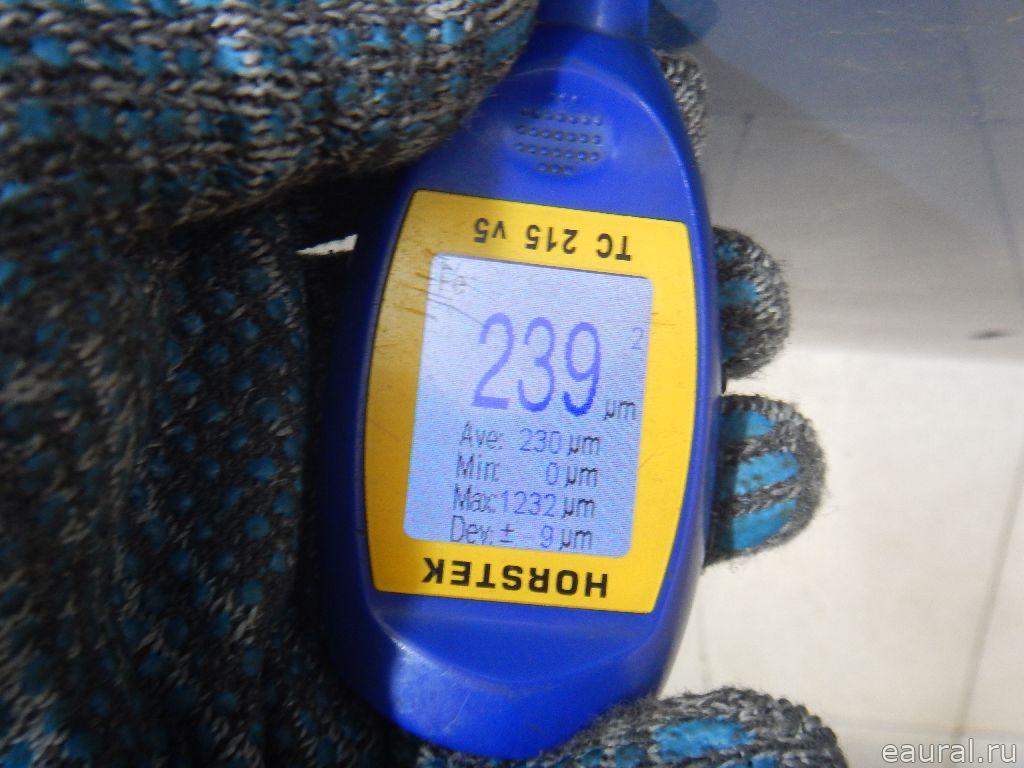 TC 215 v5
Fe
2
239 µm
Ave: 230 µm
Min: 0 µm
Max: 1232 µm
Dev: ± 9 µm
HORSTEK
eaural.ru